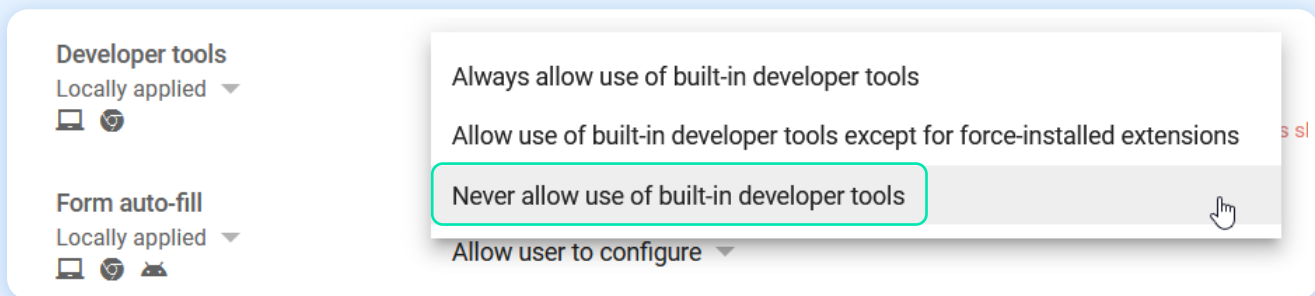 Developer tools
Locally applied
Always allow use of built-in developer tools
Allow use of built-in developer tools except for force-installed extensions
Never allow use of built-in developer tools
Form auto-fill
Locally applied
Allow user to configure